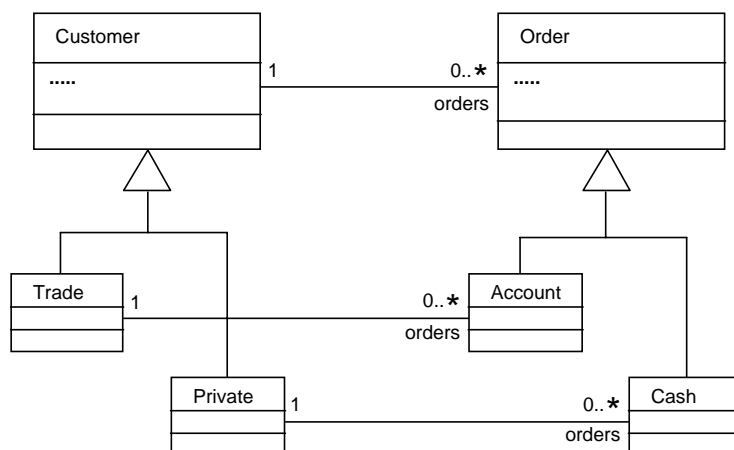 Customer
Order
.....
1
0..*
.....
orders
Trade
1
0..*
Account
orders
Private
1
0..*
Cash
orders